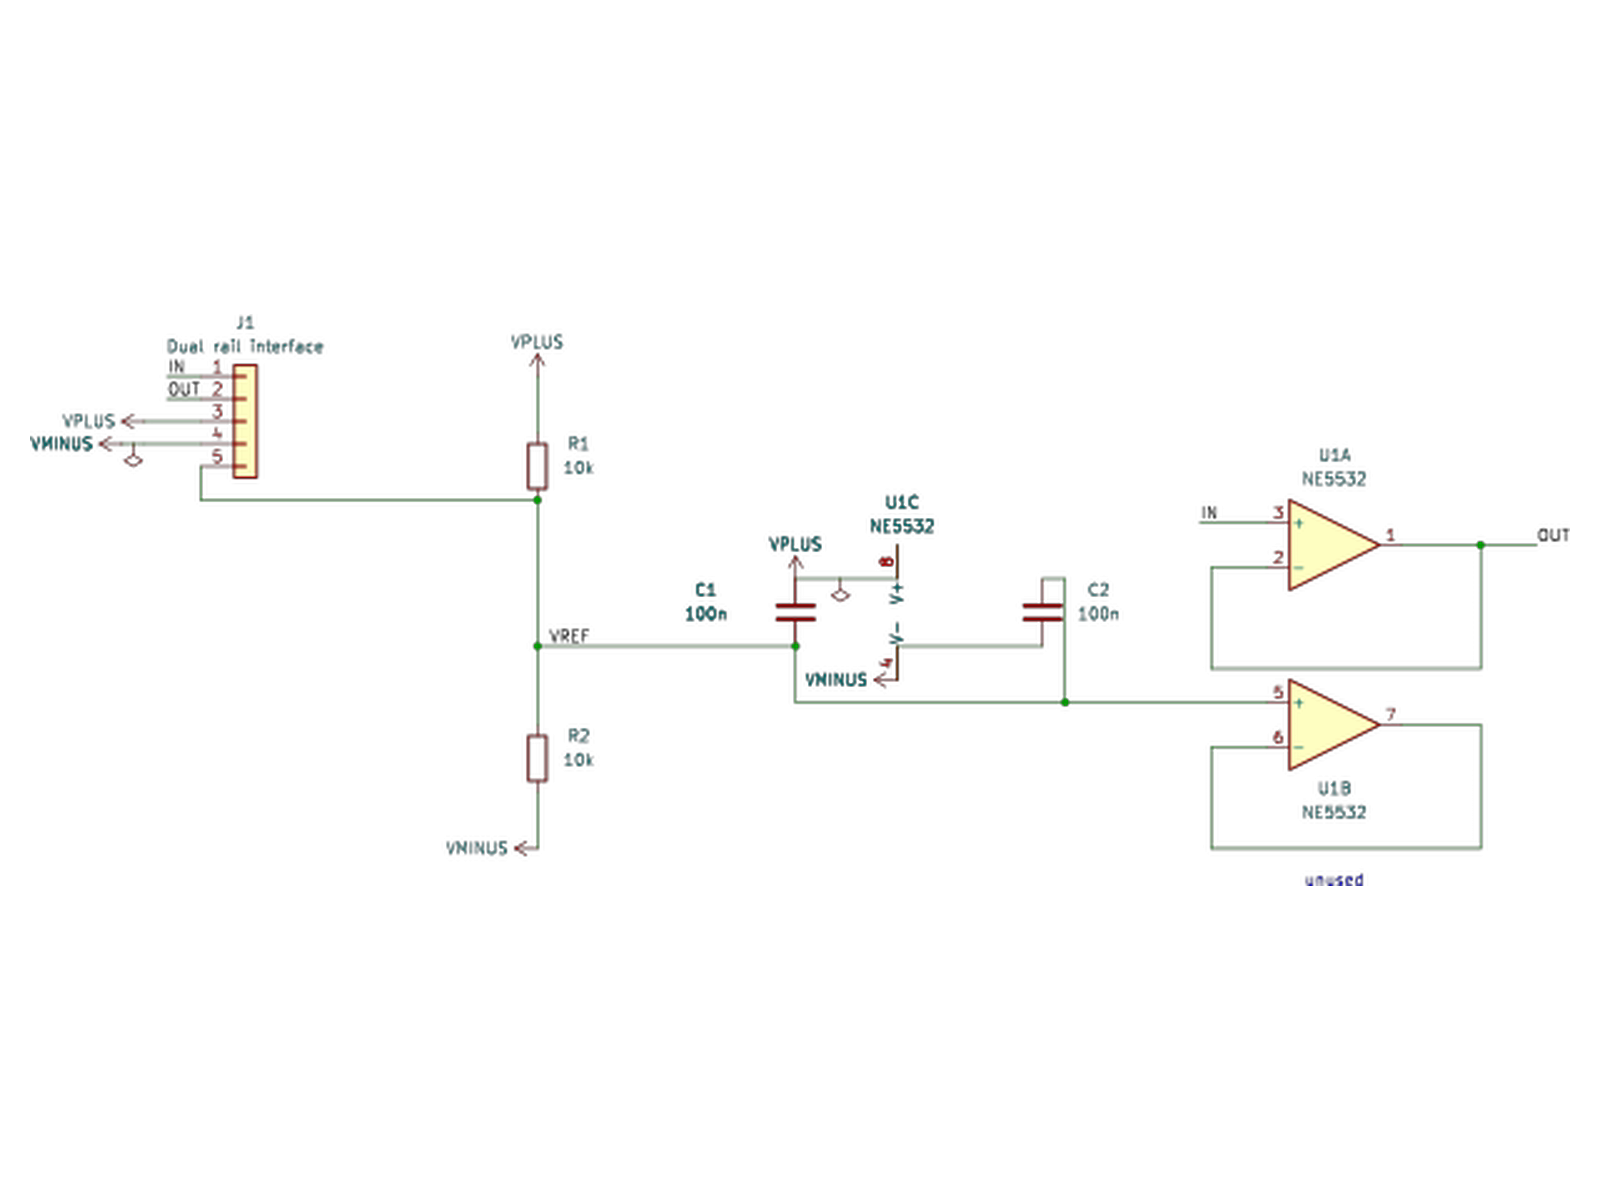 J1
Dual rail interface
IN 1
OUT 2
VPLUS 3
VMINUS 4
5
VPLUS
R1
10k
VREF
R2
10k
VMINUS
C1
100n
VPLUS
U1C
NE5532
8
V+
V-
4
VMINUS
C2
100n
U1A
NE5532
IN 3
+
2
-
1
OUT
5
+
6
-
7
U1B
NE5532
unused